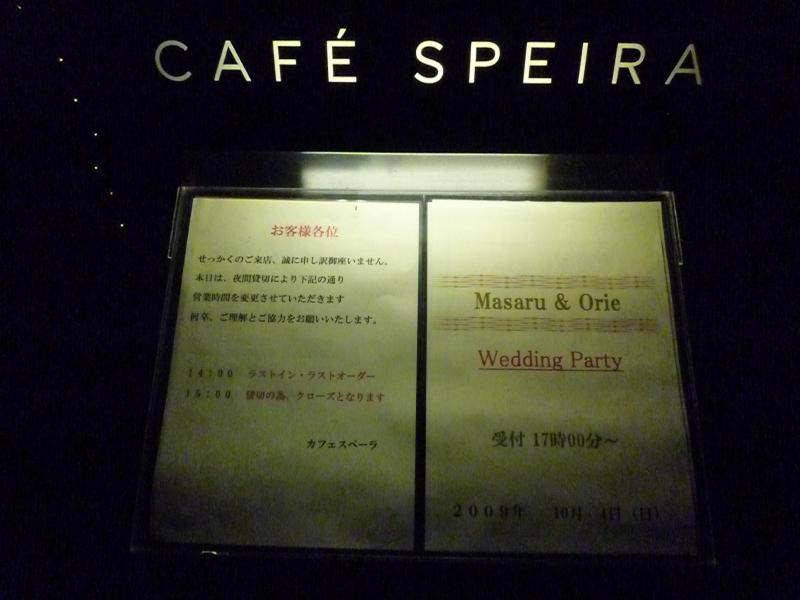 CAFÉ SPEIRA
お客様各位
せっかくのご来店、誠に申し訳御座いません。
本日は、夜間貸切により下記の通り
営業時間を変更させていただきます
何卒、ご理解とご協力をお願いいたします。
14:00 ラストイン・ラストオーダー
15:00 貸切の為、クローズとなります
カフェスペーラ
Masaru & Orie
Wedding Party
受付 17時00分～
2009年 10月 4日（日）